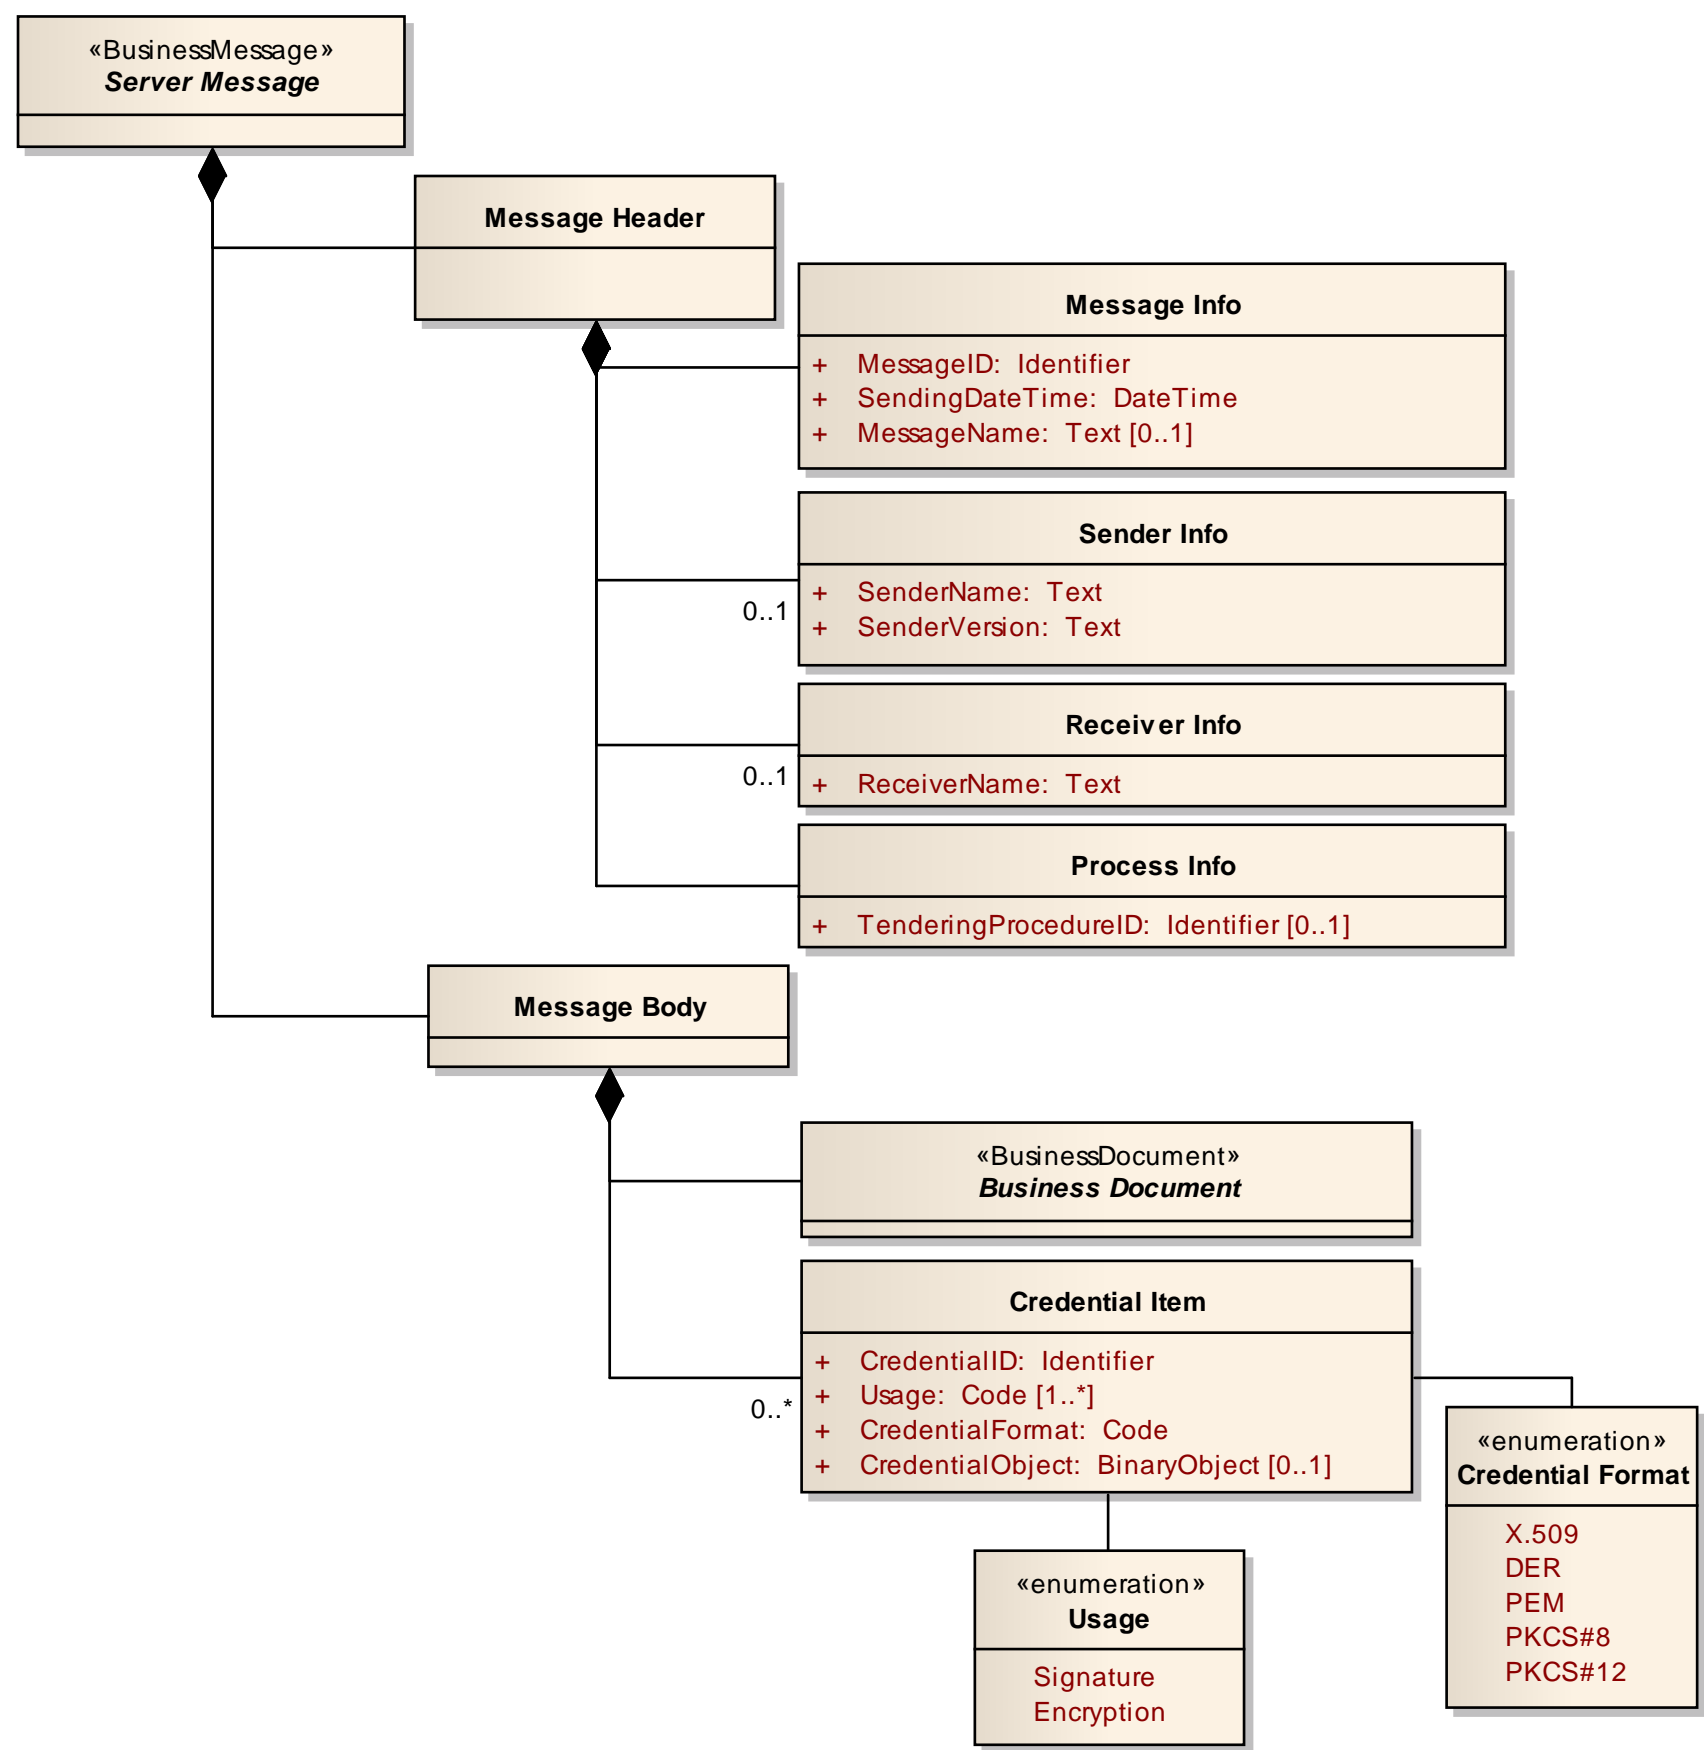 «BusinessMessage»
Server Message
Message Header
Message Info
+ MessageID: Identifier
+ SendingDateTime: DateTime
+ MessageName: Text [0..1]
Sender Info
+ SenderName: Text
+ SenderVersion: Text
0..1
Receiver Info
+ ReceiverName: Text
0..1
Process Info
+ TenderingProcedureID: Identifier [0..1]
Message Body
«BusinessDocument»
Business Document
Credential Item
+ CredentialID: Identifier
+ Usage: Code [1..*]
+ CredentialFormat: Code
+ CredentialObject: BinaryObject [0..1]
0..*
«enumeration»
Credential Format
X.509
DER
PEM
PKCS#8
PKCS#12
«enumeration»
Usage
Signature
Encryption